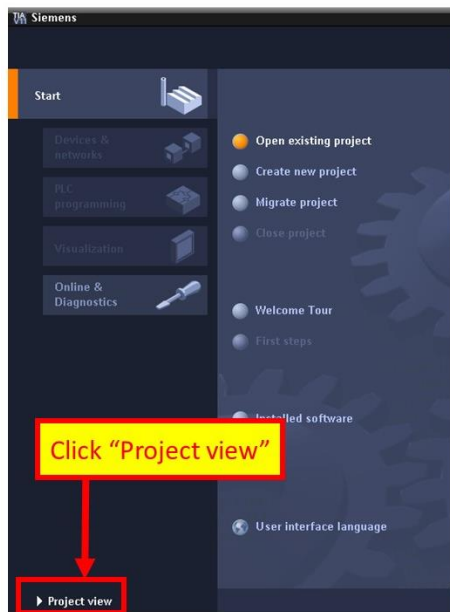 TIA
Siemens
Start
Devices &
networks
PLC
programming
Visualization
Online &
Diagnostics
Open existing project
Create new project
Migrate project
Close project
Welcome Tour
First steps
Installed software
User interface language
Click “Project view”
Project view